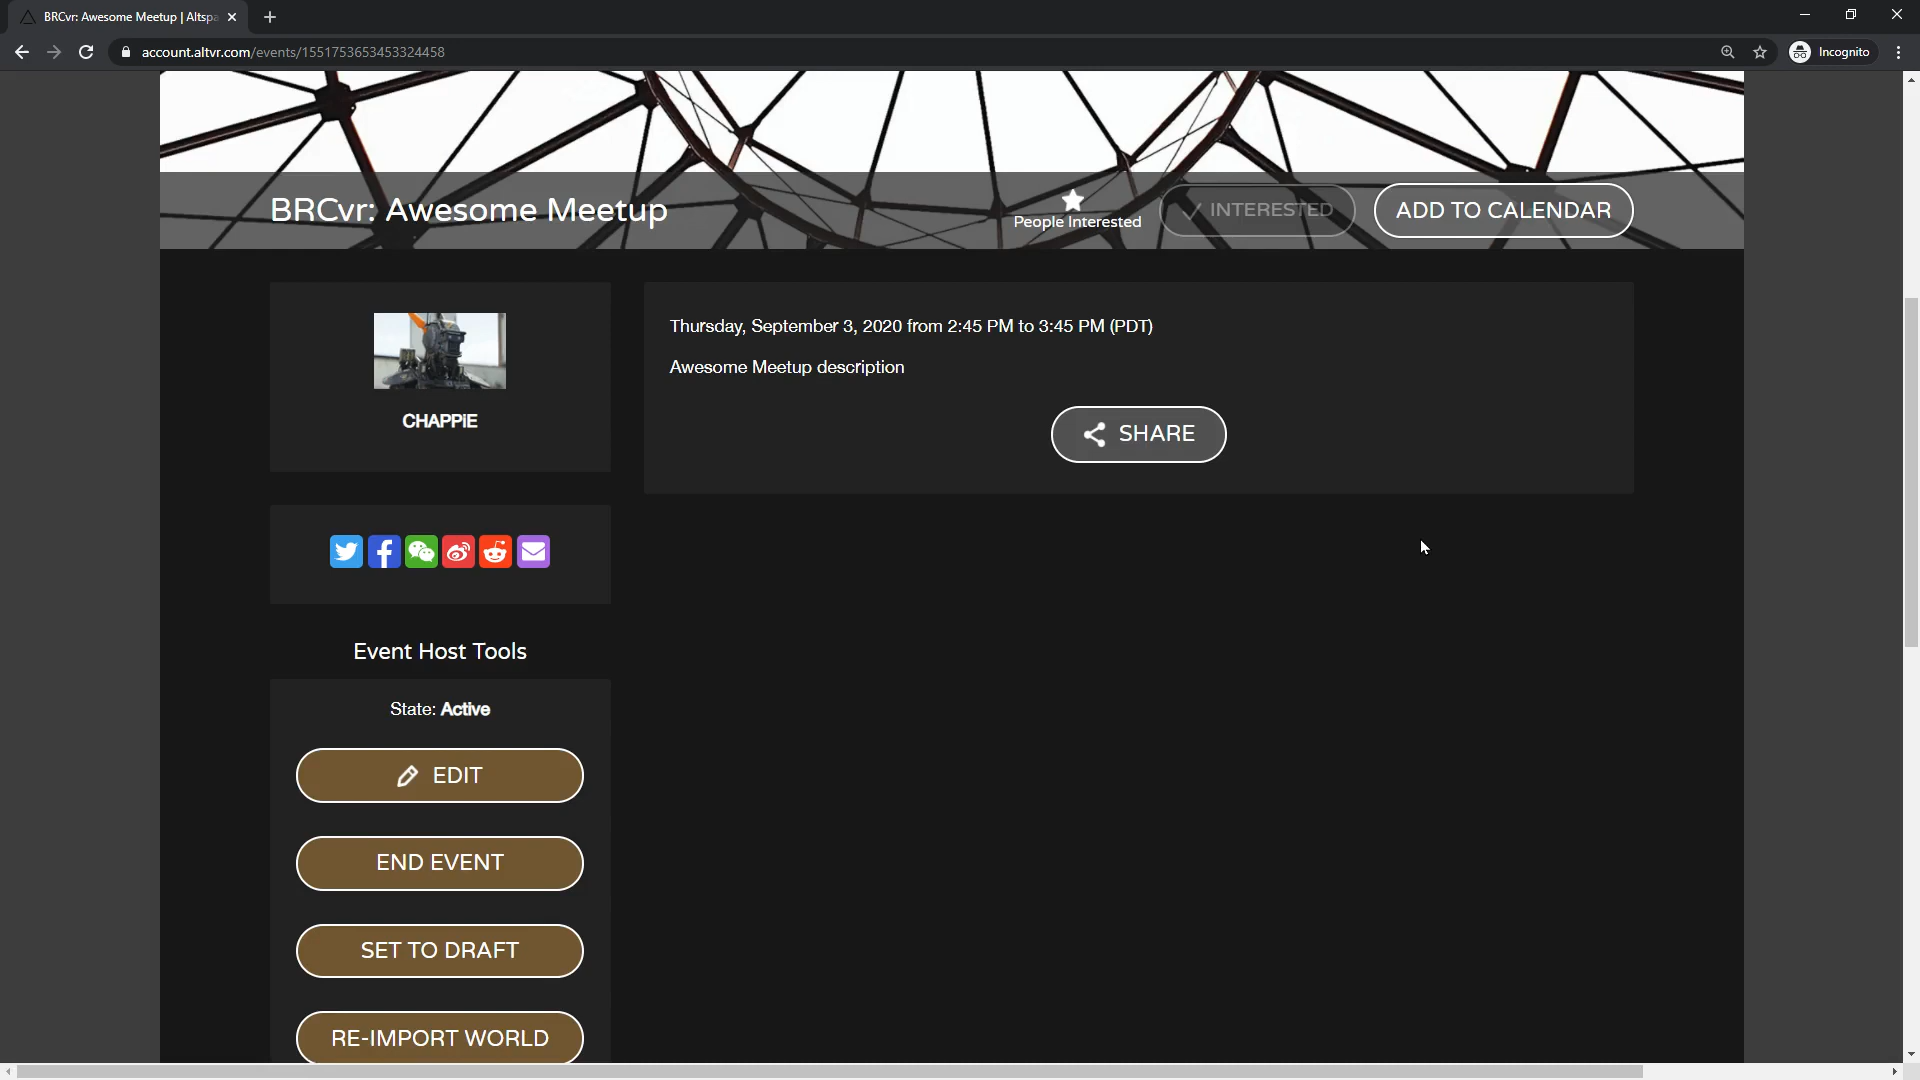 BRCvr: Awesome Meetup | Altspa
account.altvr.com/events/1551753653453324458
Incognito
BRCvr: Awesome Meetup
People Interested
INTERESTED
ADD TO CALENDAR
CHAPPiE
Thursday, September 3, 2020 from 2:45 PM to 3:45 PM (PDT)
Awesome Meetup description
SHARE
Event Host Tools
State: Active
EDIT
END EVENT
SET TO DRAFT
RE-IMPORT WORLD